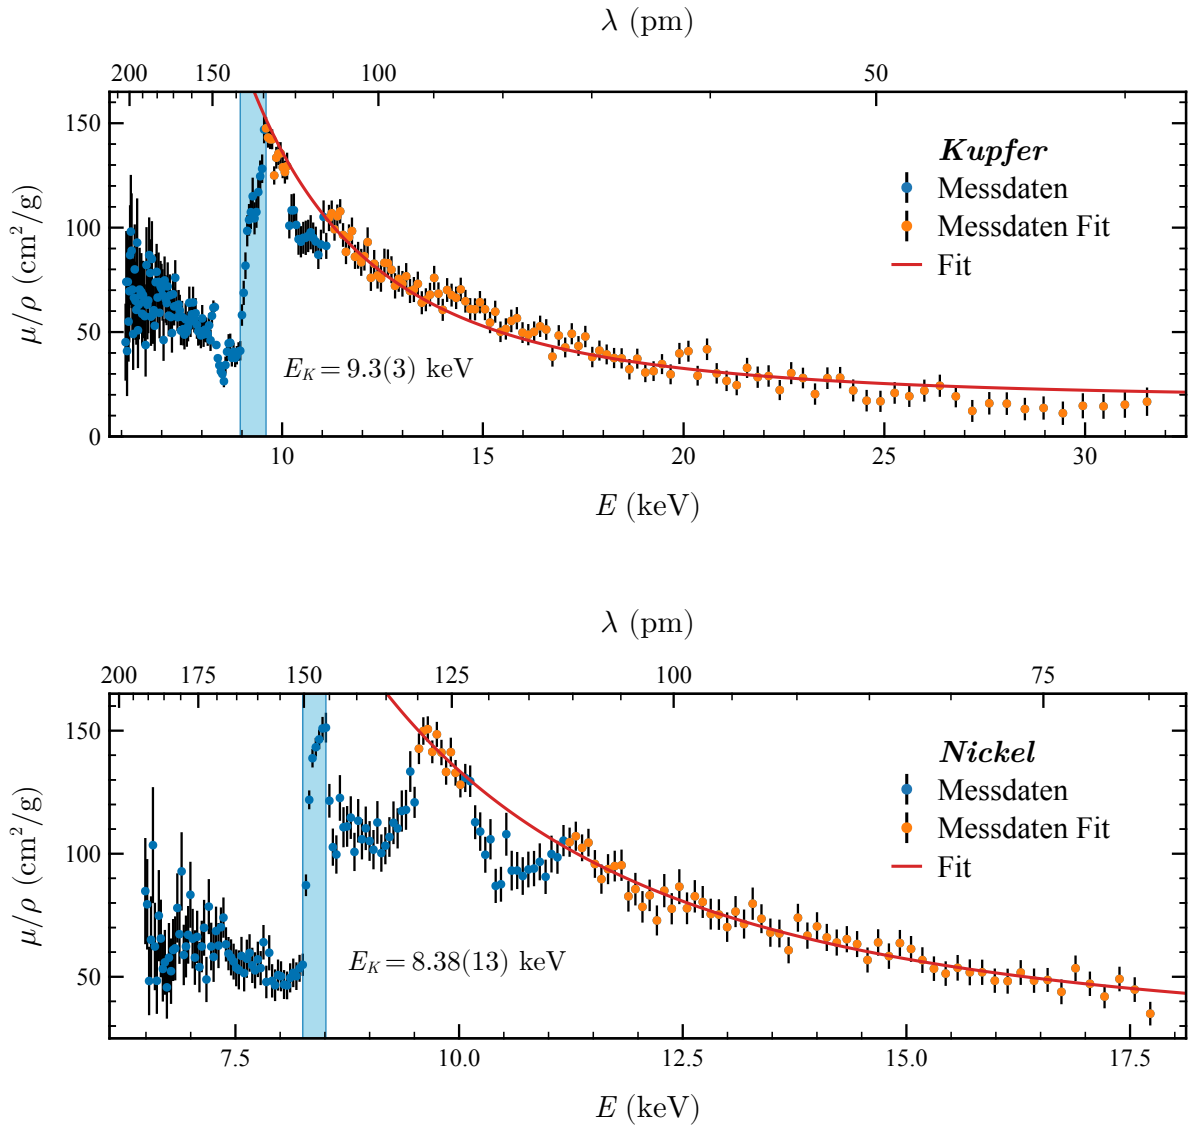 λ (pm)
200 150 100 50
150
100
50
0
μ/ρ (cm²/g)
Kupfer
Messdaten
Messdaten Fit
Fit
E_K = 9.3(3) keV
10 15 20 25 30
E (keV)
λ (pm)
200 175 150 125 100 75
150
100
50
μ/ρ (cm²/g)
Nickel
Messdaten
Messdaten Fit
Fit
E_K = 8.38(13) keV
7.5 10.0 12.5 15.0 17.5
E (keV)